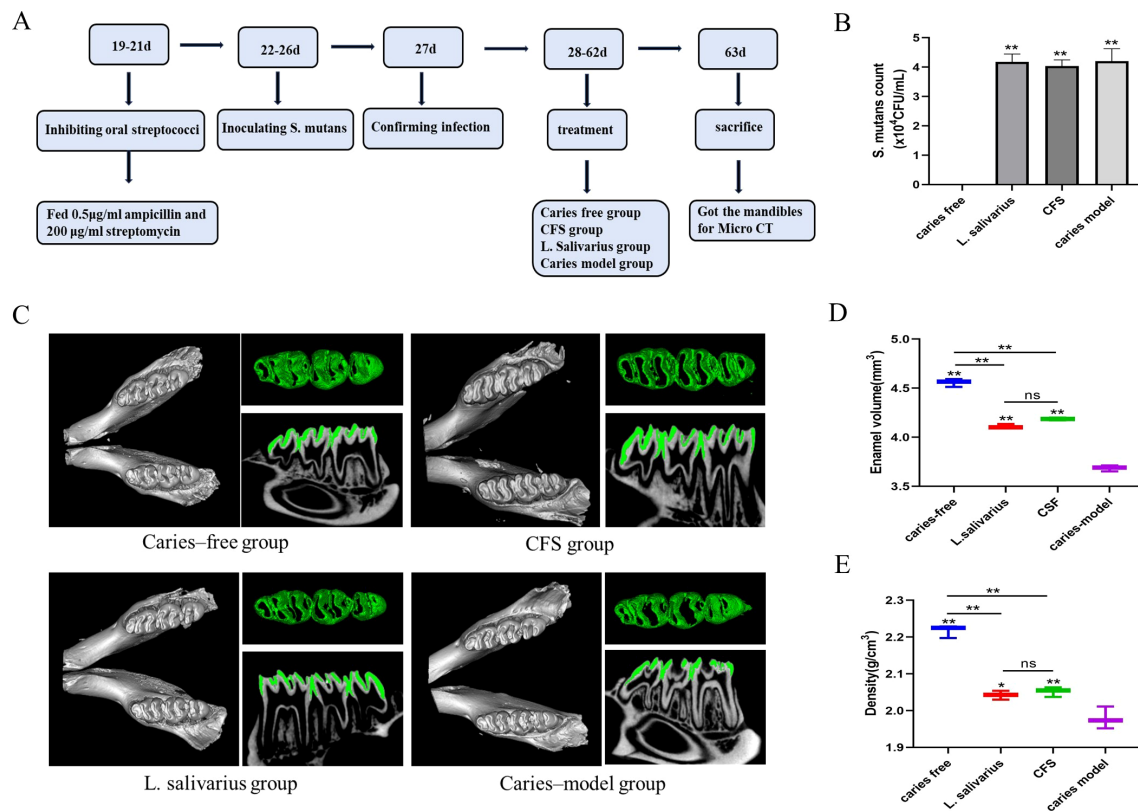 A
19-21d
22-26d
27d
28-62d
63d
Inhibiting oral streptococci
Inoculating S. mutans
Confirming infection
treatment
sacrifice
Fed 0.5μg/ml ampicillin and
200 μg/ml streptomycin
Caries free group
CFS group
L. Salivarius group
Caries model group
Got the mandibles
for Micro CT
B
S. mutans count
(x10⁴CFU/mL)
5
4
3
2
1
0
**
**
**
caries free
L. salivarius
CFS
caries model
C
Caries–free group
CFS group
L. salivarius group
Caries–model group
D
Enamel volume(mm³)
5.0
4.5
4.0
3.5
**
**
ns
**
**
**
caries-free
L.salivarius
CSF
caries-model
E
Density(g/cm³)
2.3
2.2
2.1
2.0
1.9
**
**
**
ns
*
**
caries free
L. salivarius
CFS
caries model